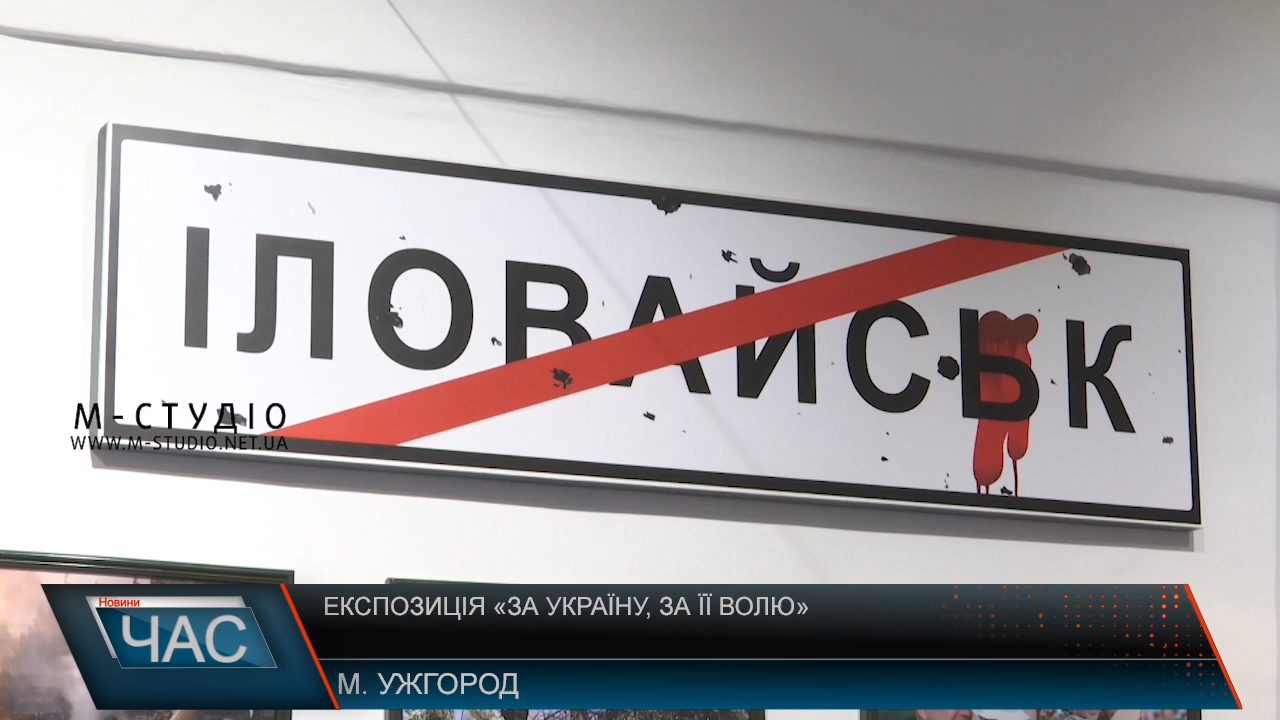 ІЛОВАЙСЬК
М-СТУДІО
WWW.M-STUDIO.NET.UA
Новини
ЧАС
ЕКСПОЗИЦІЯ «ЗА УКРАЇНУ, ЗА ЇЇ ВОЛЮ»
М. УЖГОРОД